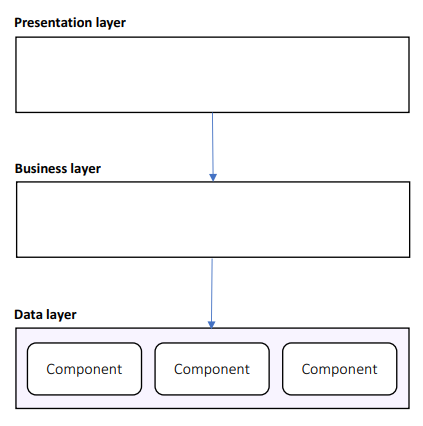 Presentation layer
Business layer
Data layer
Component Component Component